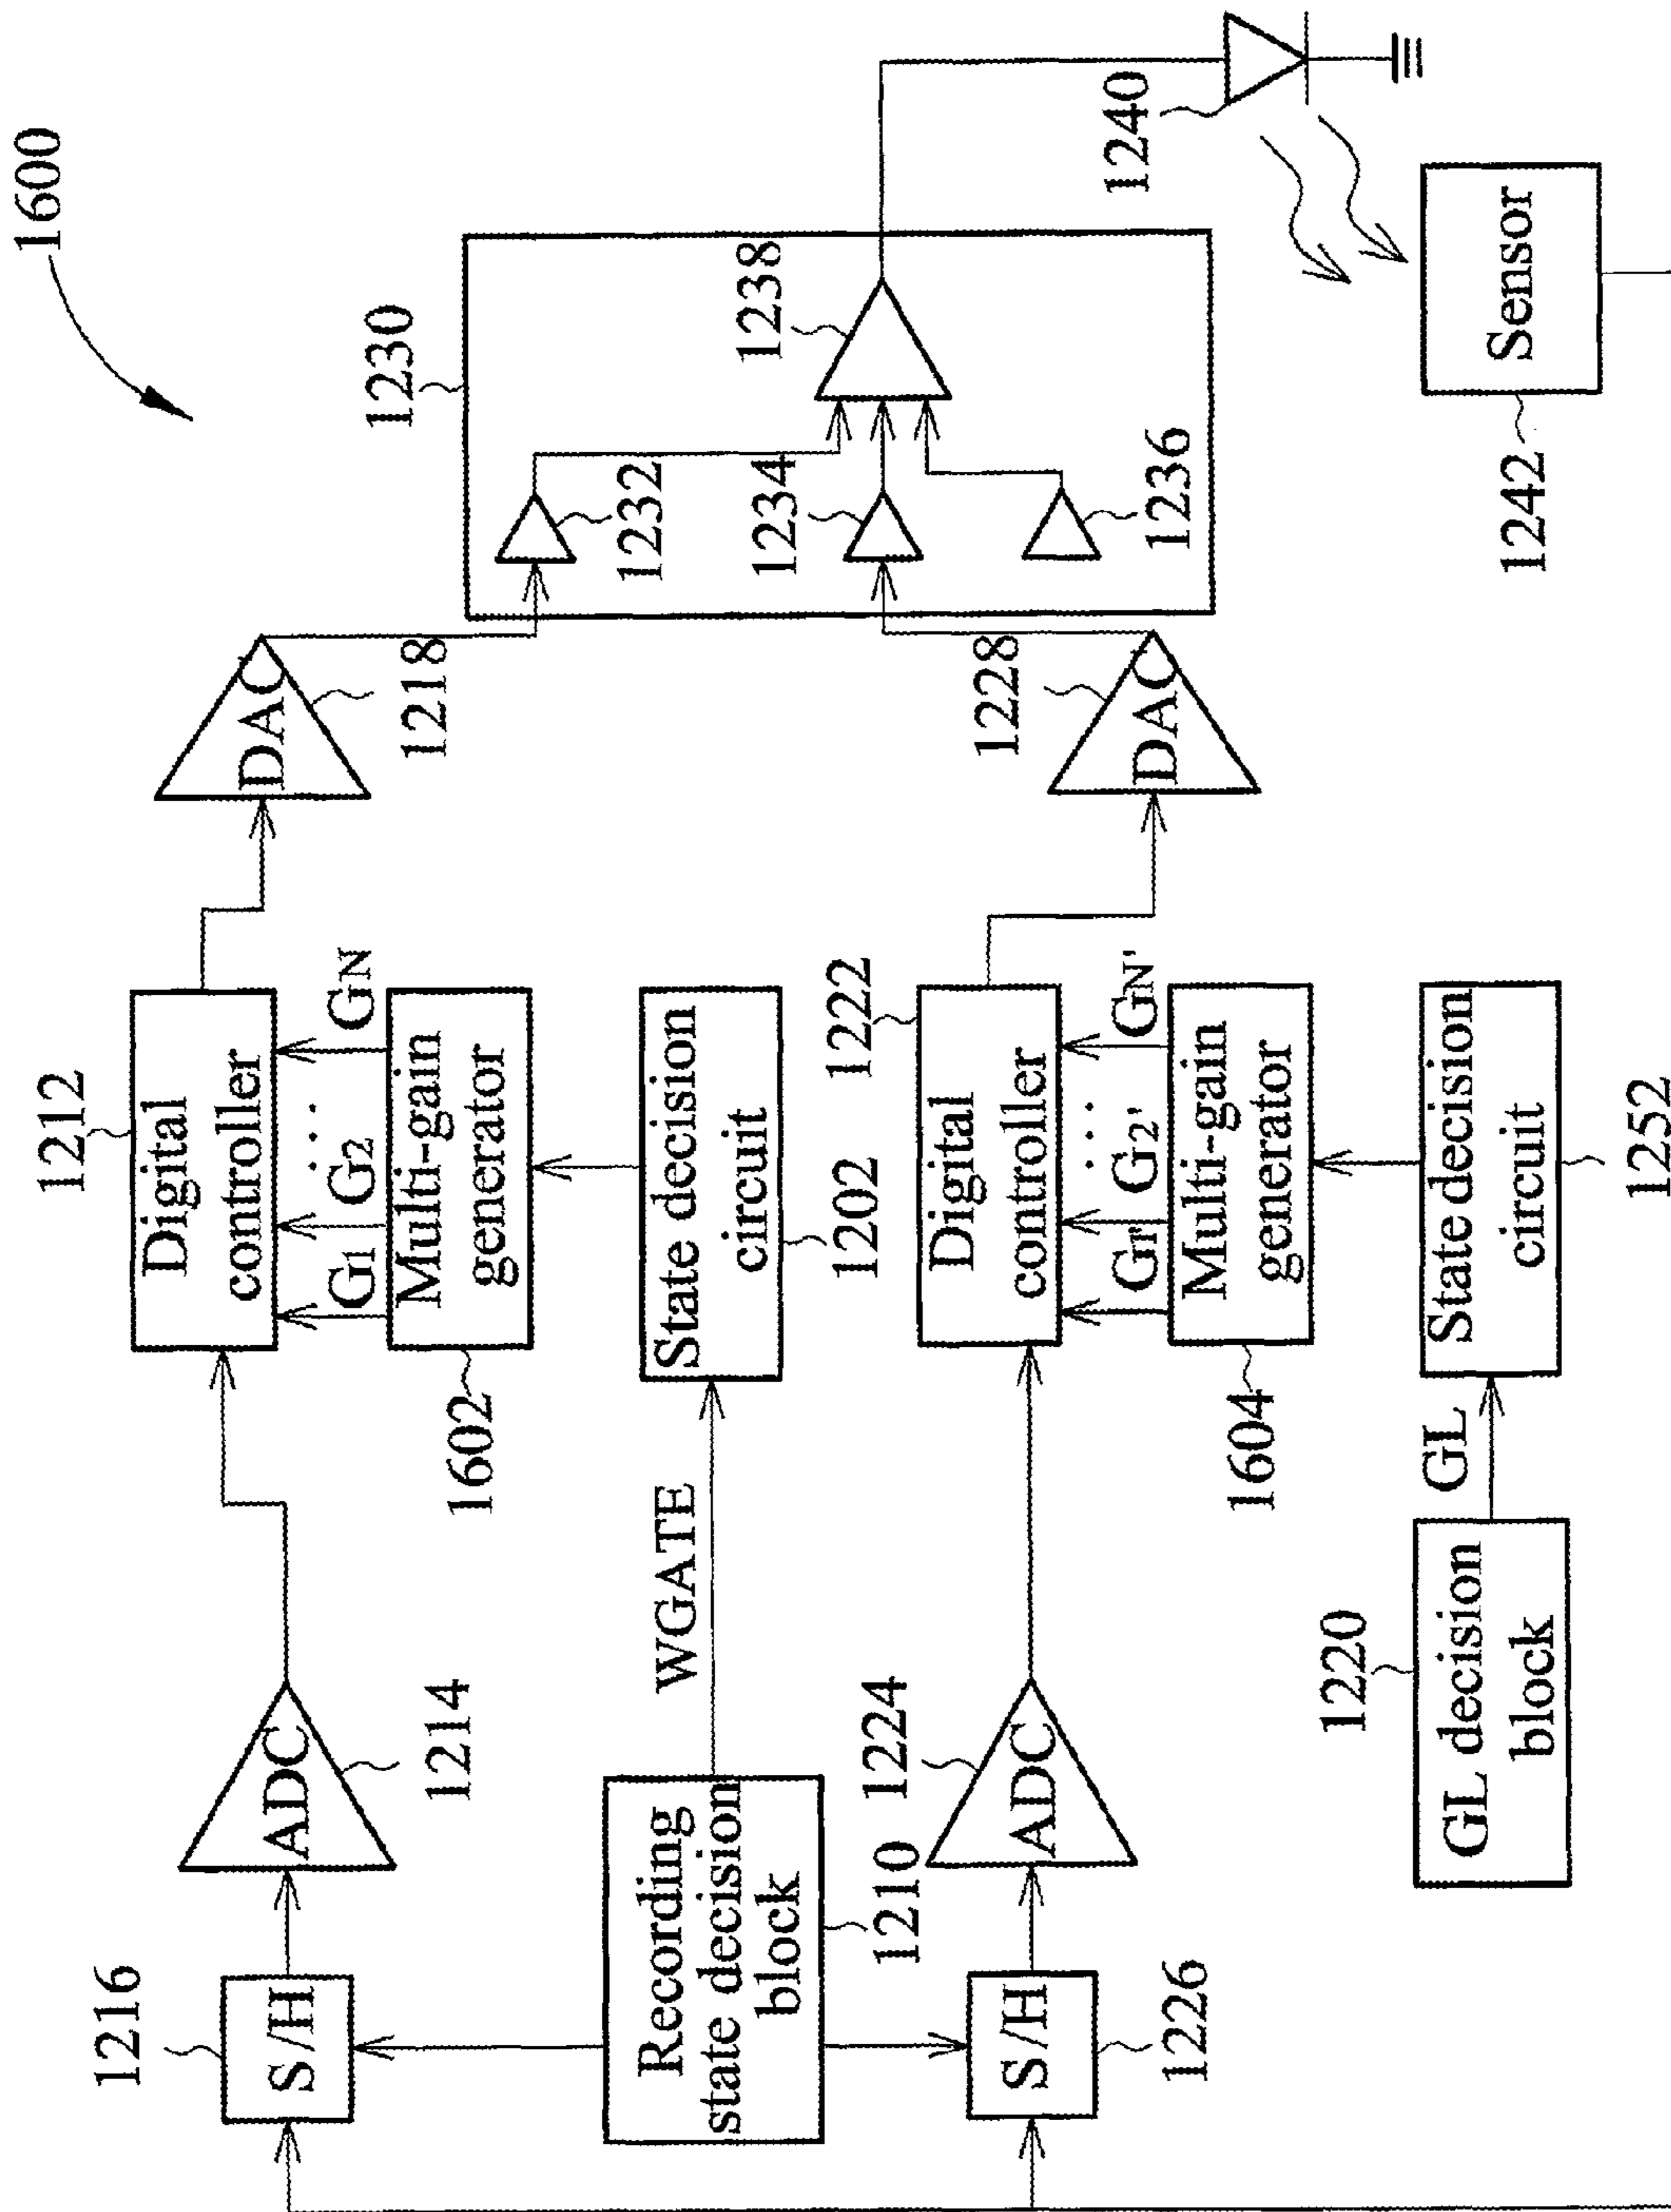 1600
1216
S/H
1214
ADC
1212
Digital
controller
G1
G2
. . .
GN
Multi-gain
generator
1602
DAC
1218
1230
1232
1234
1236
1238
1240
Recording
state decision
block
1210
WGATE
State decision
circuit
1202
1226
S/H
1224
ADC
1222
Digital
controller
G1'
G2'
. . .
GN'
Multi-gain
generator
1604
DAC
1228
1220
GL decision
block
GL
State decision
circuit
1252
Sensor
1242